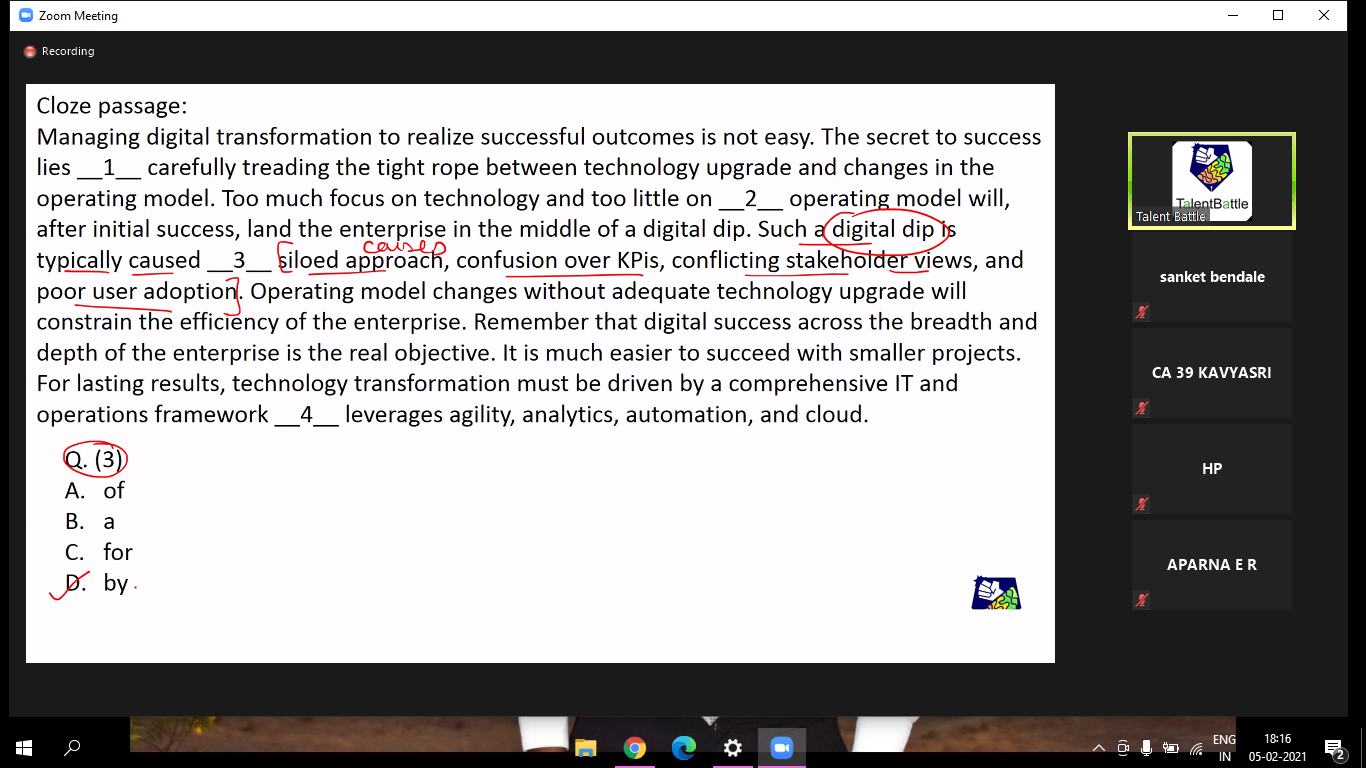 Zoom Meeting
Recording
Cloze passage:
Managing digital transformation to realize successful outcomes is not easy. The secret to success
lies __1__ carefully treading the tight rope between technology upgrade and changes in the
operating model. Too much focus on technology and too little on __2__ operating model will,
after initial success, land the enterprise in the middle of a digital dip. Such a digital dip is
causes
typically caused __3__ siloed approach, confusion over KPIs, conflicting stakeholder views, and
poor user adoption. Operating model changes without adequate technology upgrade will
constrain the efficiency of the enterprise. Remember that digital success across the breadth and
depth of the enterprise is the real objective. It is much easier to succeed with smaller projects.
For lasting results, technology transformation must be driven by a comprehensive IT and
operations framework __4__ leverages agility, analytics, automation, and cloud.
Q. (3)
A. of
B. a
C. for
D. by
TalentBattle
Talent Battle
sanket bendale
CA 39 KAVYASRI
HP
APARNA E R
ENG
IN
18:16
05-02-2021
2